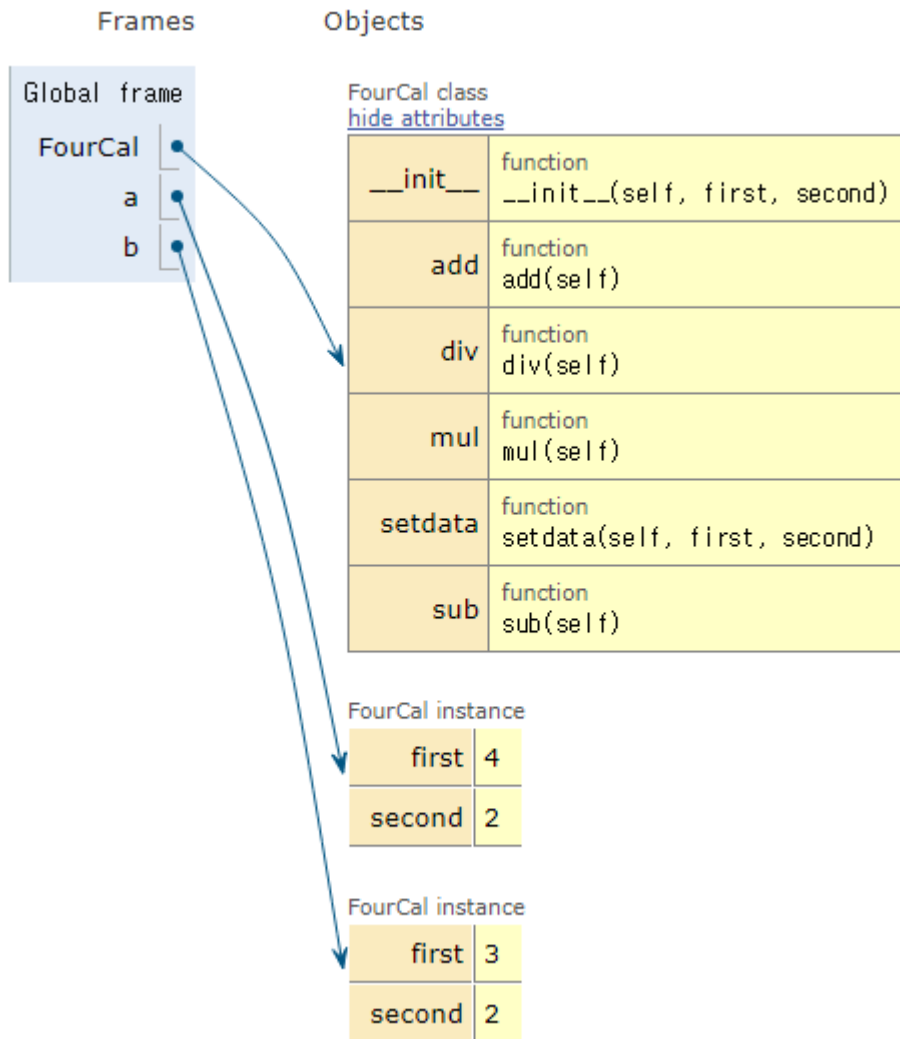 Frames Objects
Global frame
FourCal
a
b
FourCal class
hide attributes
__init__ function
__init__(self, first, second)
add function
add(self)
div function
div(self)
mul function
mul(self)
setdata function
setdata(self, first, second)
sub function
sub(self)
FourCal instance
first 4
second 2
FourCal instance
first 3
second 2